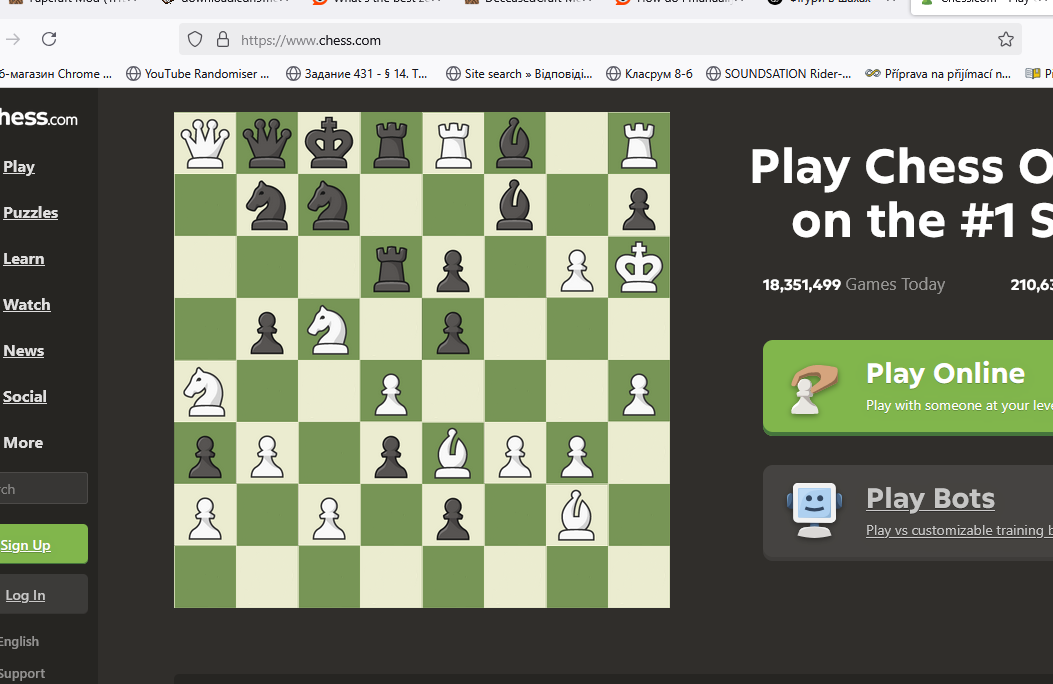 https://www.chess.com
б-магазин Chrome ... YouTube Randomiser ... Задание 431 - § 14. Т... Site search » Відповіді... Класрум 8-б SOUNDSATION Rider-... Příprava na přijímací n...
hess.com
Play
Puzzles
Learn
Watch
News
Social
More
rch
Sign Up
Log In
English
Support
Play Chess O
on the #1 S
18,351,499 Games Today 210,63
Play Online
Play with someone at your leve
Play Bots
Play vs customizable training b